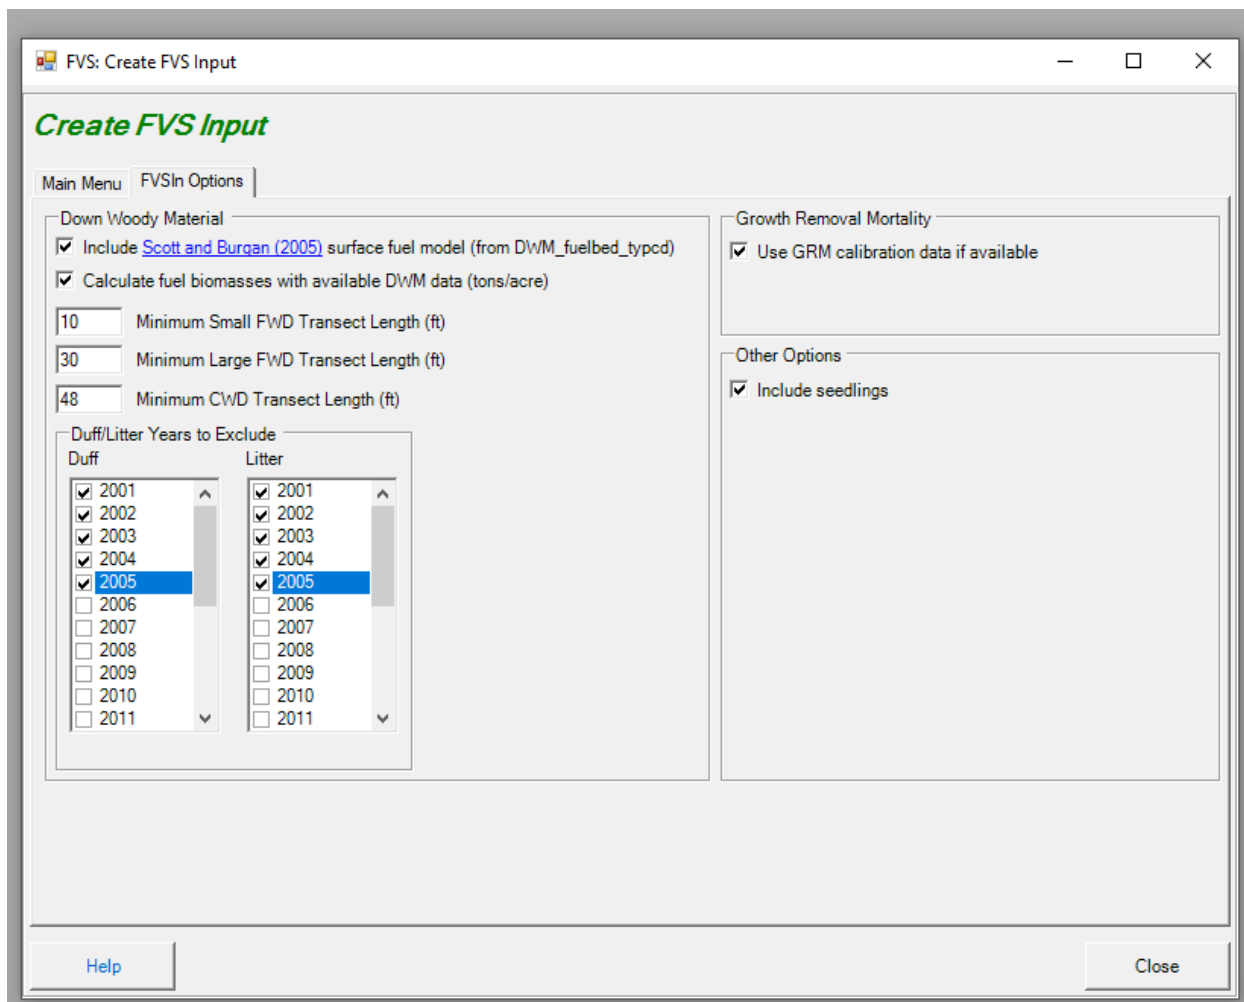 FVS: Create FVS Input
Create FVS Input
Main Menu
FVSIn Options
Down Woody Material
Include Scott and Burgan (2005) surface fuel model (from DWM_fuelbed_typcd)
Calculate fuel biomasses with available DWM data (tons/acre)
10 Minimum Small FWD Transect Length (ft)
30 Minimum Large FWD Transect Length (ft)
48 Minimum CWD Transect Length (ft)
Duff/Litter Years to Exclude
Duff
2001
2002
2003
2004
2005
2006
2007
2008
2009
2010
2011
Litter
2001
2002
2003
2004
2005
2006
2007
2008
2009
2010
2011
Growth Removal Mortality
Use GRM calibration data if available
Other Options
Include seedlings
Help
Close